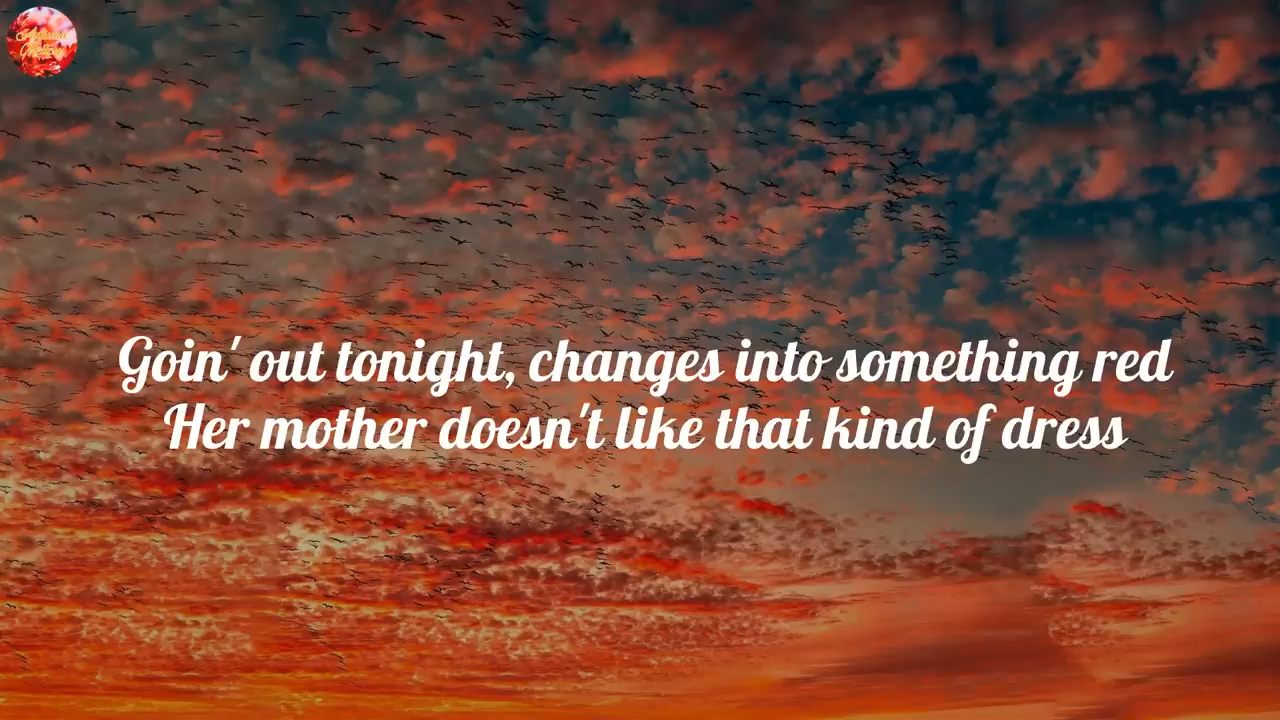 Goin' out tonight, changes into something red
Her mother doesn't like that kind of dress